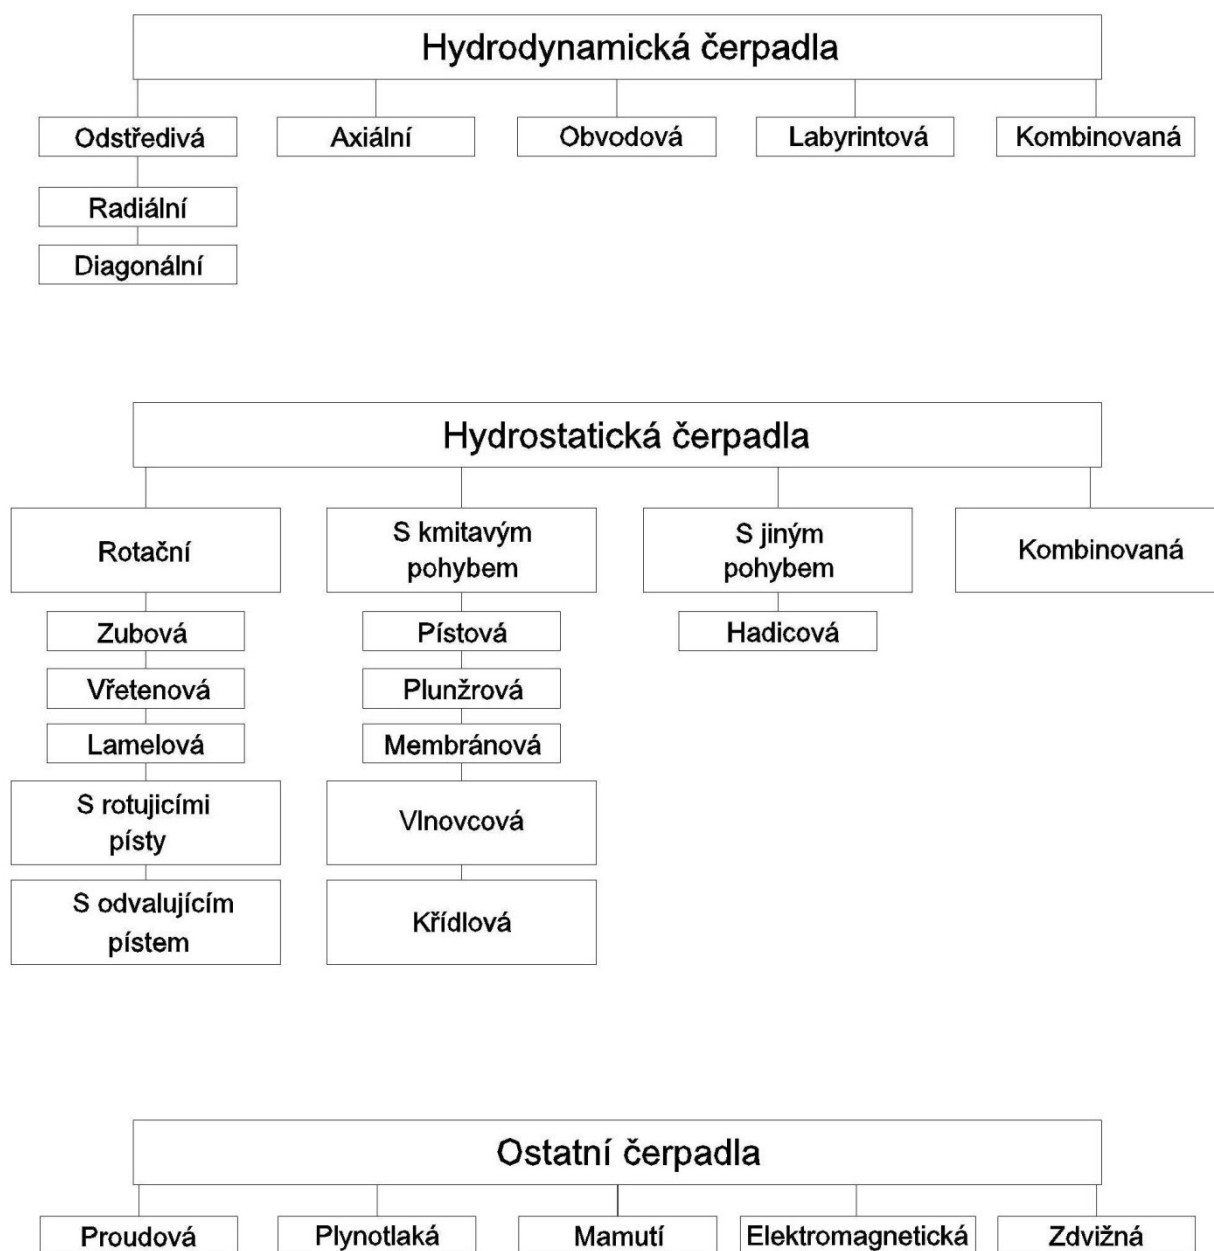 Hydrodynamická čerpadla
Odstředivá
Axiální
Obvodová
Labyrintová
Kombinovaná
Radiální
Diagonální
Hydrostatická čerpadla
Rotační
S kmitavým
pohybem
S jiným
pohybem
Kombinovaná
Zubová
Pístová
Hadicová
Vřetenová
Plunžrová
Lamelová
Membránová
S rotujicími
písty
Vlnovcová
S odvalujícím
pístem
Křídlová
Ostatní čerpadla
Proudová
Plynotlaká
Mamutí
Elektromagnetická
Zdvižná